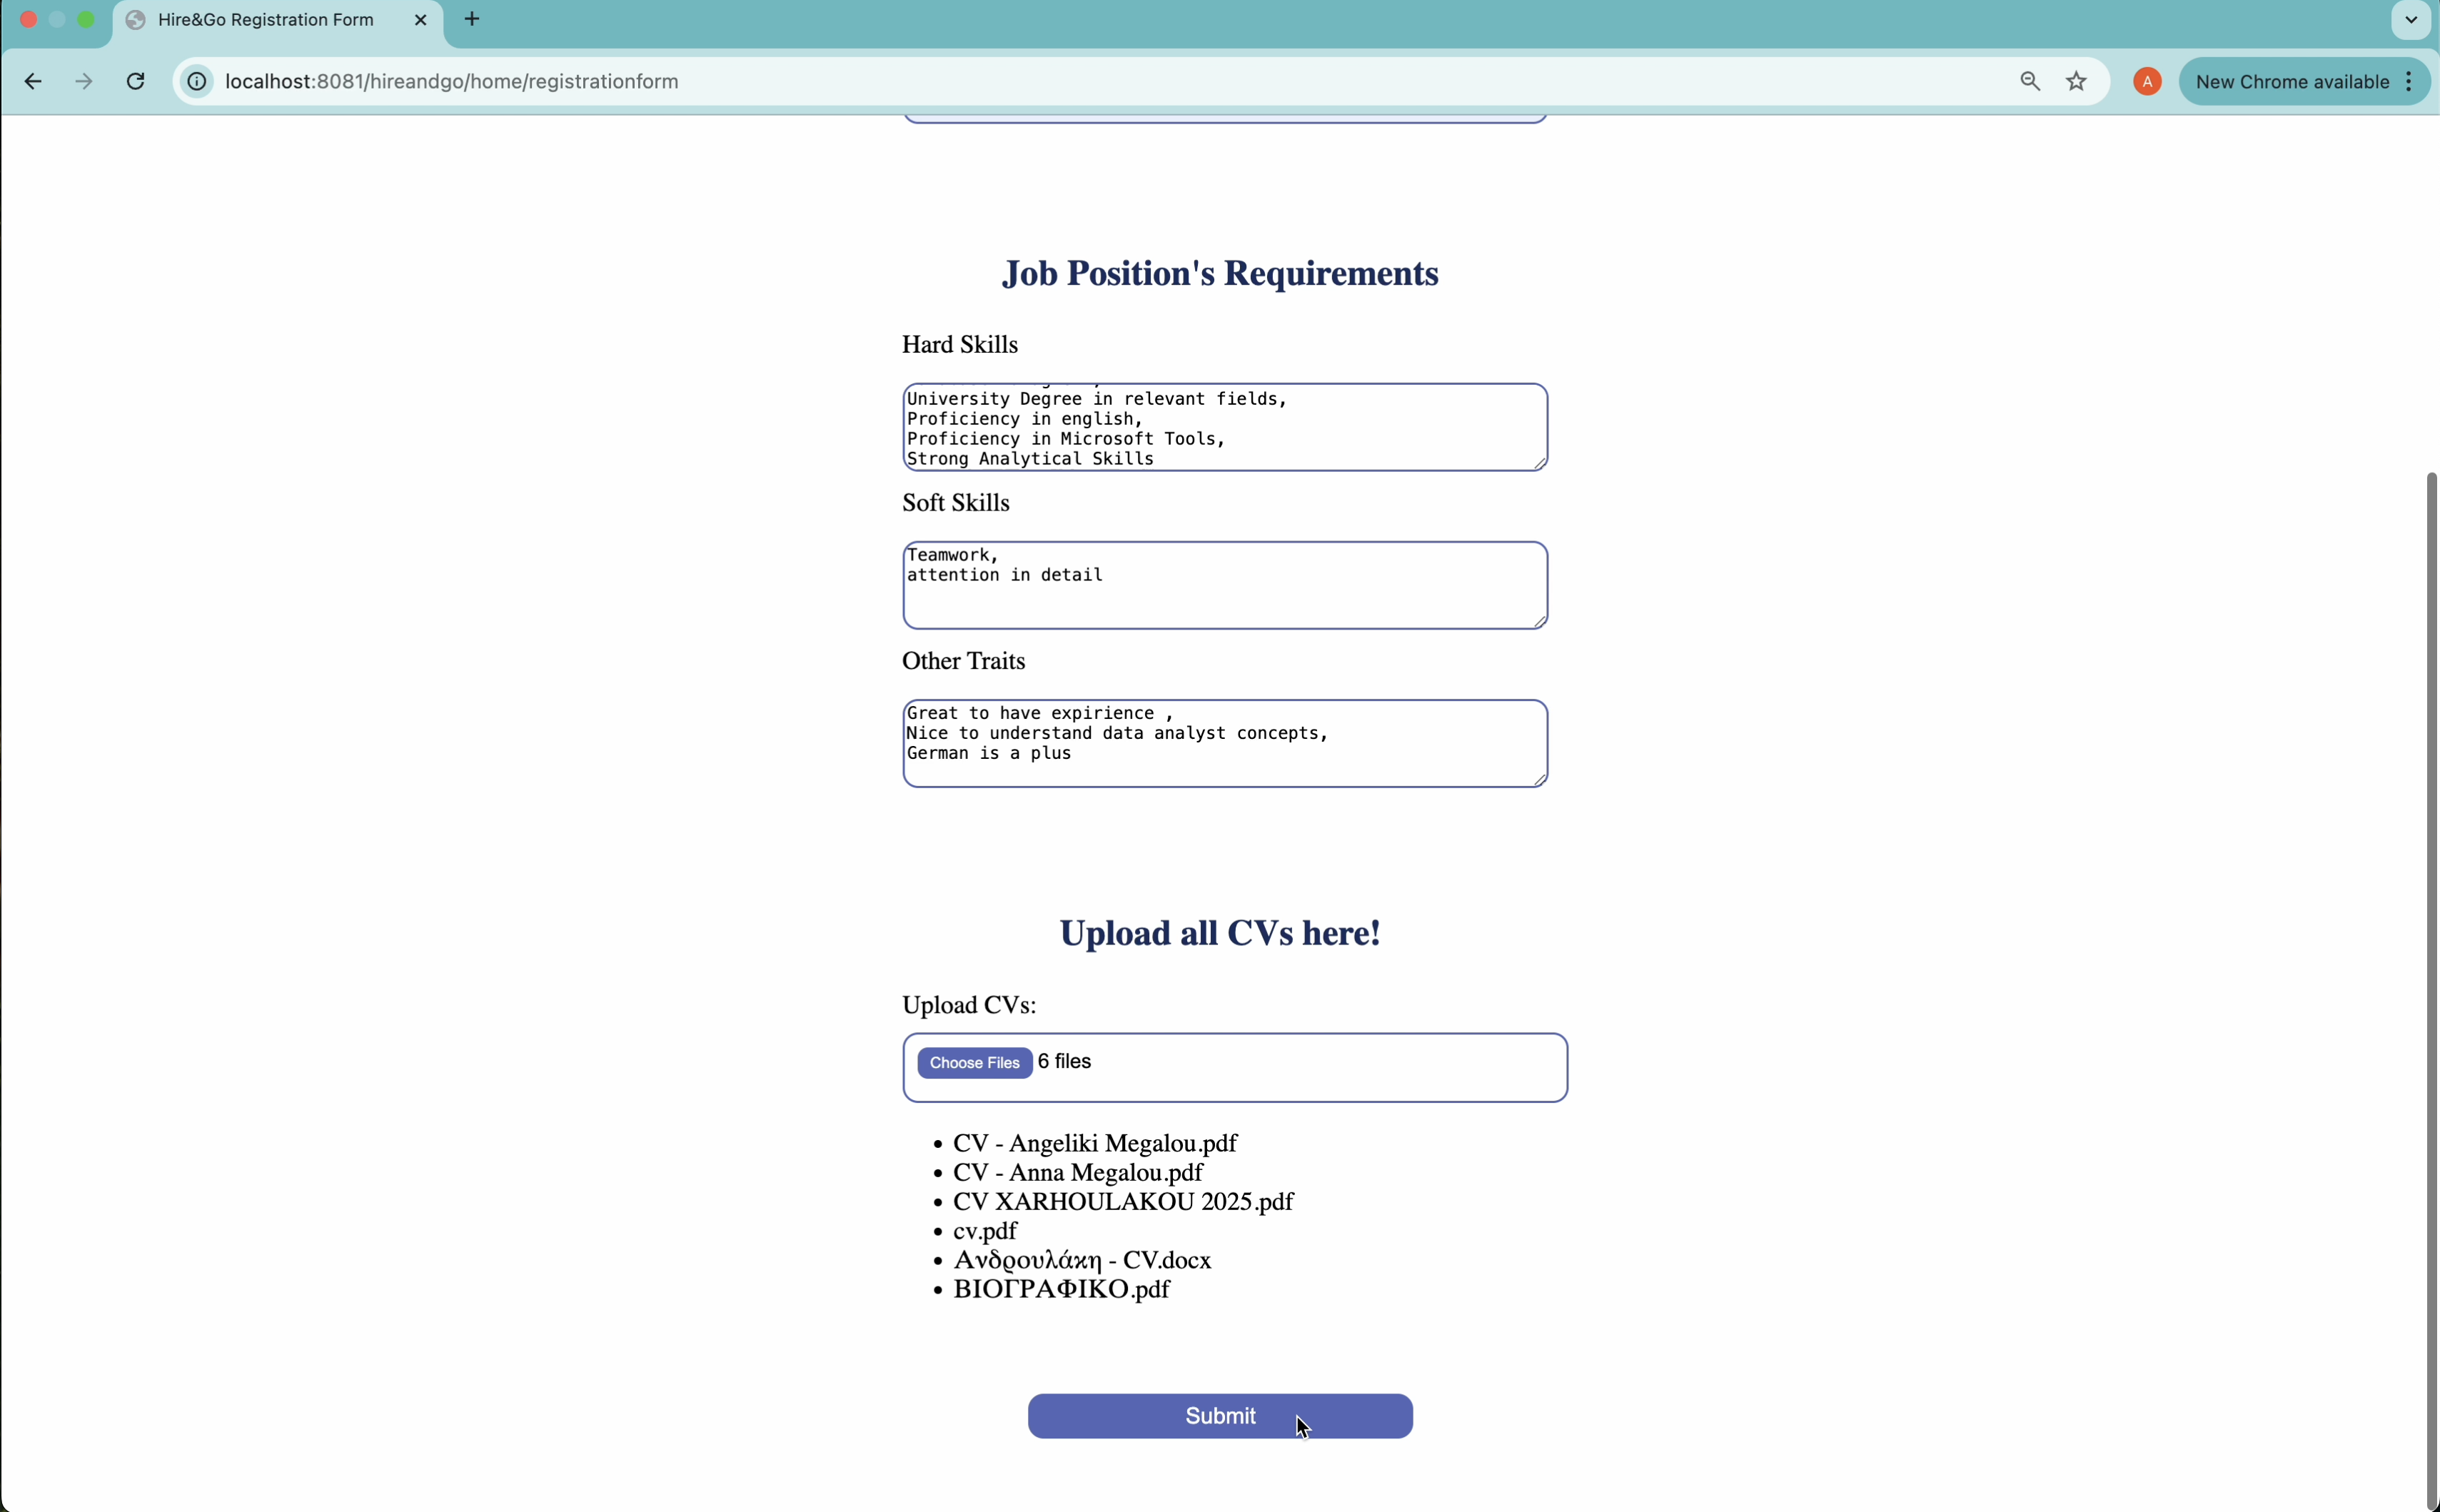 Hire&Go Registration Form
localhost:8081/hireandgo/home/registrationform
A
New Chrome available
Job Position's Requirements
Hard Skills
University Degree in relevant fields,
Proficiency in english,
Proficiency in Microsoft Tools,
Strong Analytical Skills
Soft Skills
Teamwork,
attention in detail
Other Traits
Great to have expirience ,
Nice to understand data analyst concepts,
German is a plus
Upload all CVs here!
Upload CVs:
Choose Files 6 files
CV - Angeliki Megalou.pdf
CV - Anna Megalou.pdf
CV XARHOULAKOU 2025.pdf
cv.pdf
Ανδρουλάκη - CV.docx
ΒΙΟΓΡΑΦΙΚΟ.pdf
Submit